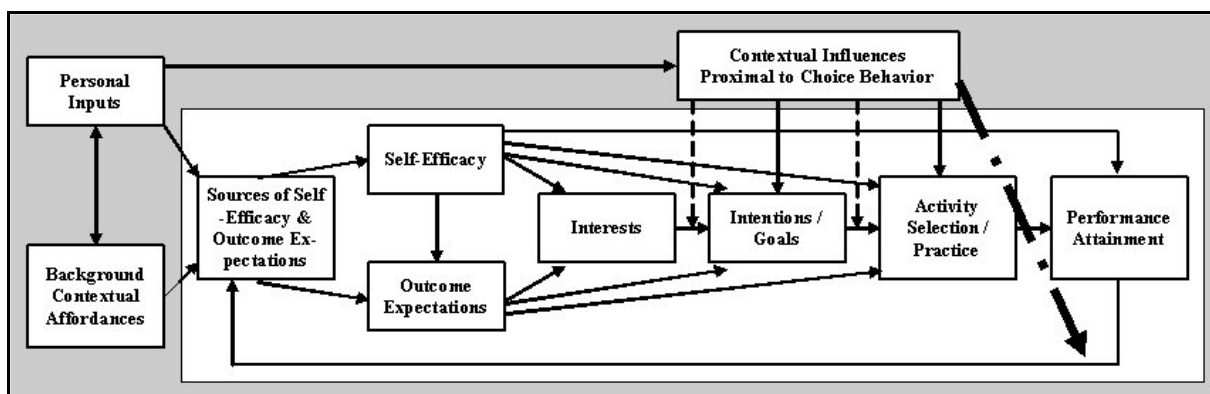 Contextual Influences
Proximal to Choice Behavior
Personal
Inputs
Self-Efficacy
Sources of Self
-Efficacy &
Outcome Ex-
pectations
Interests
Intentions /
Goals
Activity
Selection /
Practice
Performance
Attainment
Background
Contextual
Affordances
Outcome
Expectations